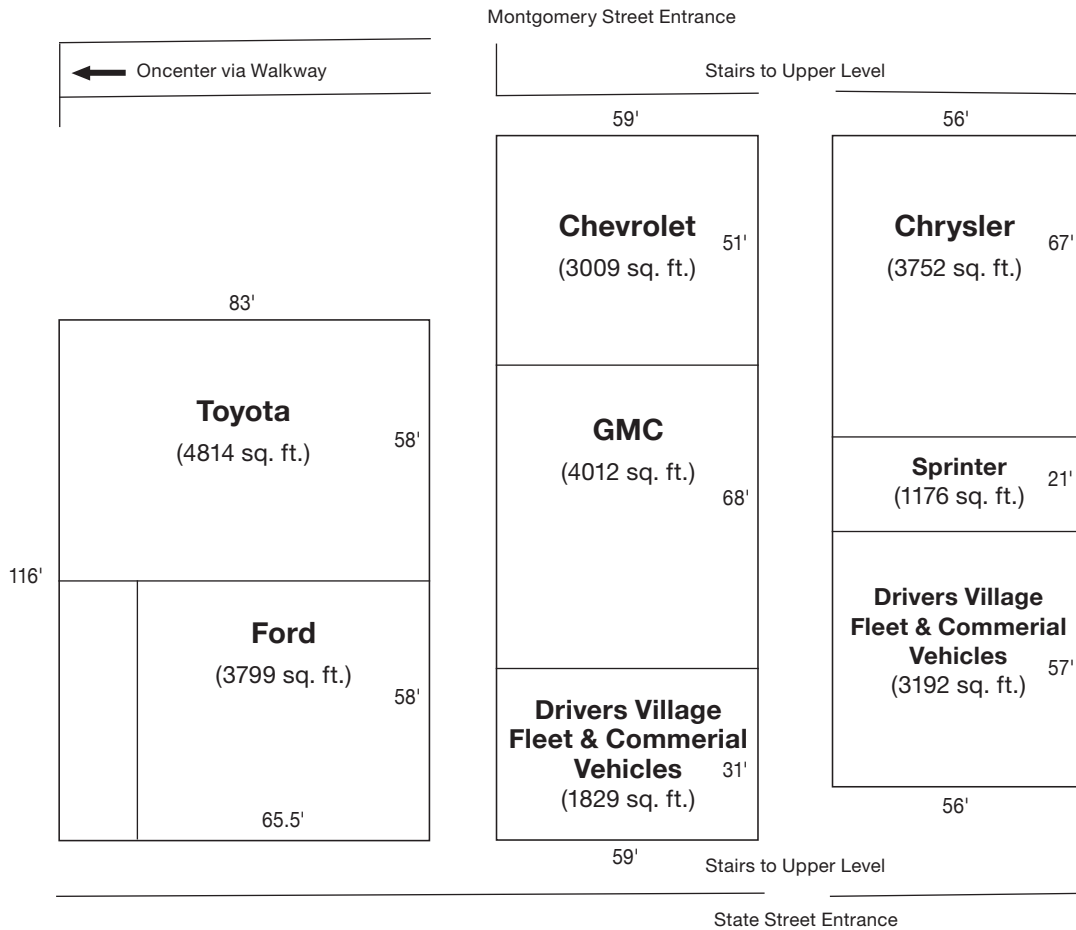 Montgomery Street Entrance
Oncenter via Walkway
Stairs to Upper Level
59'
56'
Chevrolet
(3009 sq. ft.)
51'
Chrysler
(3752 sq. ft.)
67'
83'
Toyota
(4814 sq. ft.)
58'
GMC
(4012 sq. ft.)
68'
Sprinter
(1176 sq. ft.)
21'
116'
Ford
(3799 sq. ft.)
58'
65.5'
Drivers Village
Fleet & Commerial
Vehicles
(1829 sq. ft.)
31'
59'
Drivers Village
Fleet & Commerial
Vehicles
(3192 sq. ft.)
57'
56'
Stairs to Upper Level
State Street Entrance